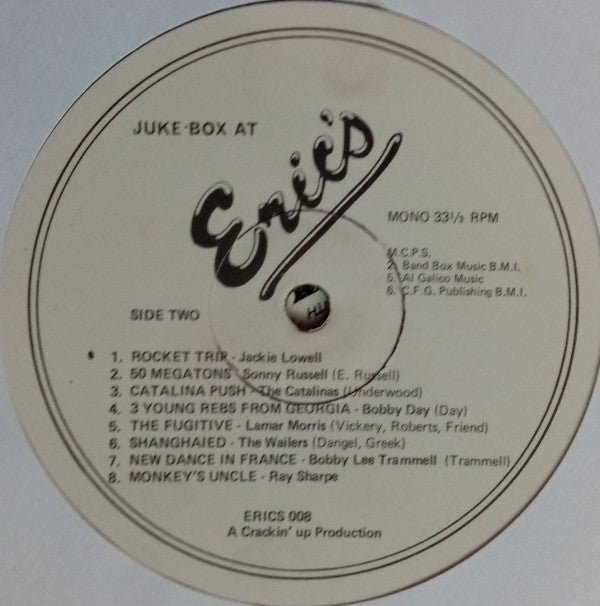 JUKE-BOX AT
Eric's
MONO 33⅓ RPM
M.C.P.S.
2. Band Box Music B.M.I.
5. Al Galico Music
6. C.F.G. Publishing B.M.I.
SIDE TWO
1. ROCKET TRIP - Jackie Lowell
2. 50 MEGATONS - Sonny Russell (E. Russell)
3. CATALINA PUSH - The Catalinas (Underwood)
4. 3 YOUNG REBS FROM GEORGIA - Bobby Day (Day)
5. THE FUGITIVE - Lamar Morris (Vickery, Roberts, Friend)
6. SHANGHAIED - The Wailers (Dangel, Greek)
7. NEW DANCE IN FRANCE - Bobby Lee Trammell (Trammell)
8. MONKEY'S UNCLE - Ray Sharpe
ERICS 008
A Crackin' up Production